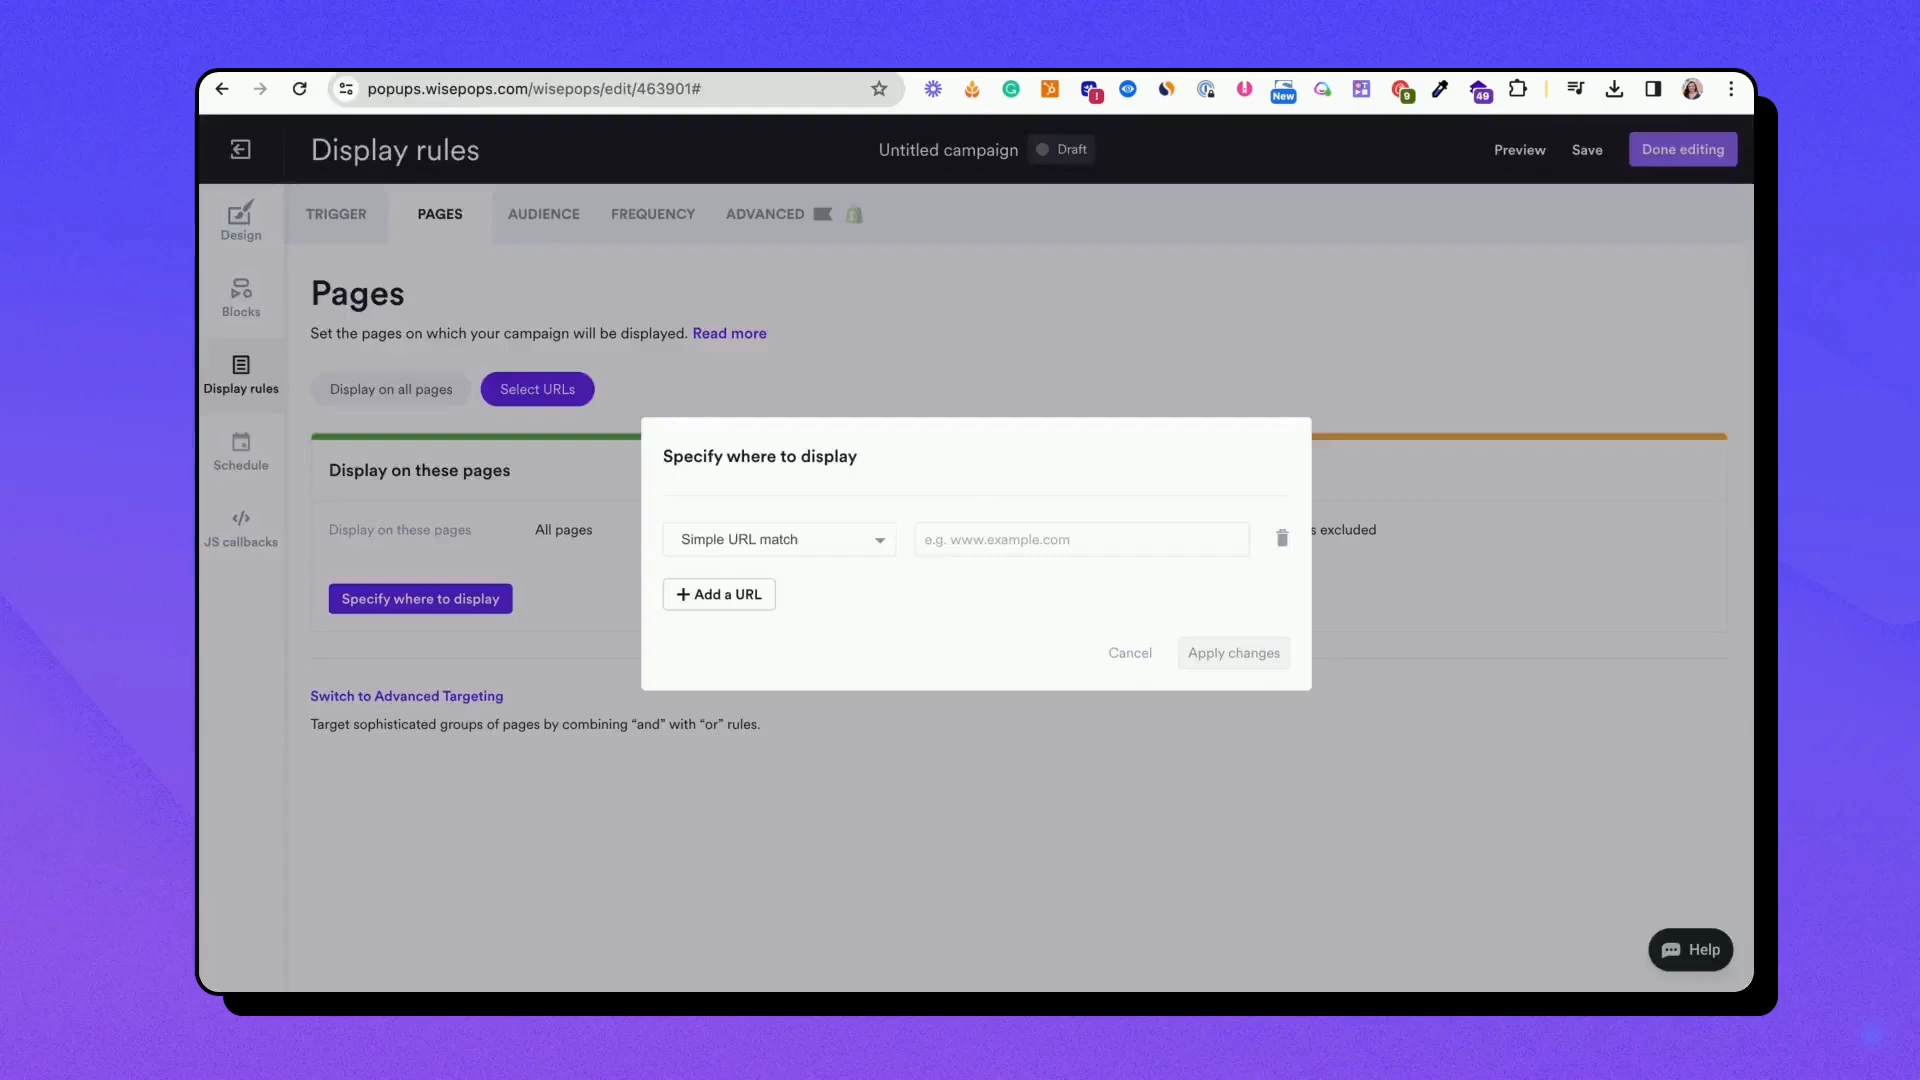 popups.wisepops.com/wisepops/edit/463901#
!
New
9
49
Display rules
Untitled campaign
Draft
Preview
Save
Done editing
Design
Blocks
Display rules
Schedule
JS callbacks
TRIGGER
PAGES
AUDIENCE
FREQUENCY
ADVANCED
Pages
Set the pages on which your campaign will be displayed. Read more
Display on all pages
Select URLs
Display on these pages
Display on these pages
All pages
Specify where to display
s excluded
Specify where to display
Simple URL match
e.g. www.example.com
+ Add a URL
Cancel
Apply changes
Switch to Advanced Targeting
Target sophisticated groups of pages by combining “and” with “or” rules.
Help